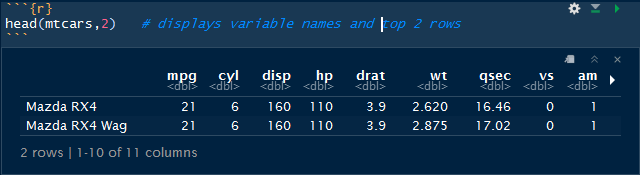 ```{r}
head(mtcars,2)    # displays variable names and top 2 rows
```
mpg cyl disp hp drat wt qsec vs am
<dbl> <dbl> <dbl> <dbl> <dbl> <dbl> <dbl> <dbl> <dbl>
Mazda RX4 21 6 160 110 3.9 2.620 16.46 0 1
Mazda RX4 Wag 21 6 160 110 3.9 2.875 17.02 0 1
2 rows | 1-10 of 11 columns